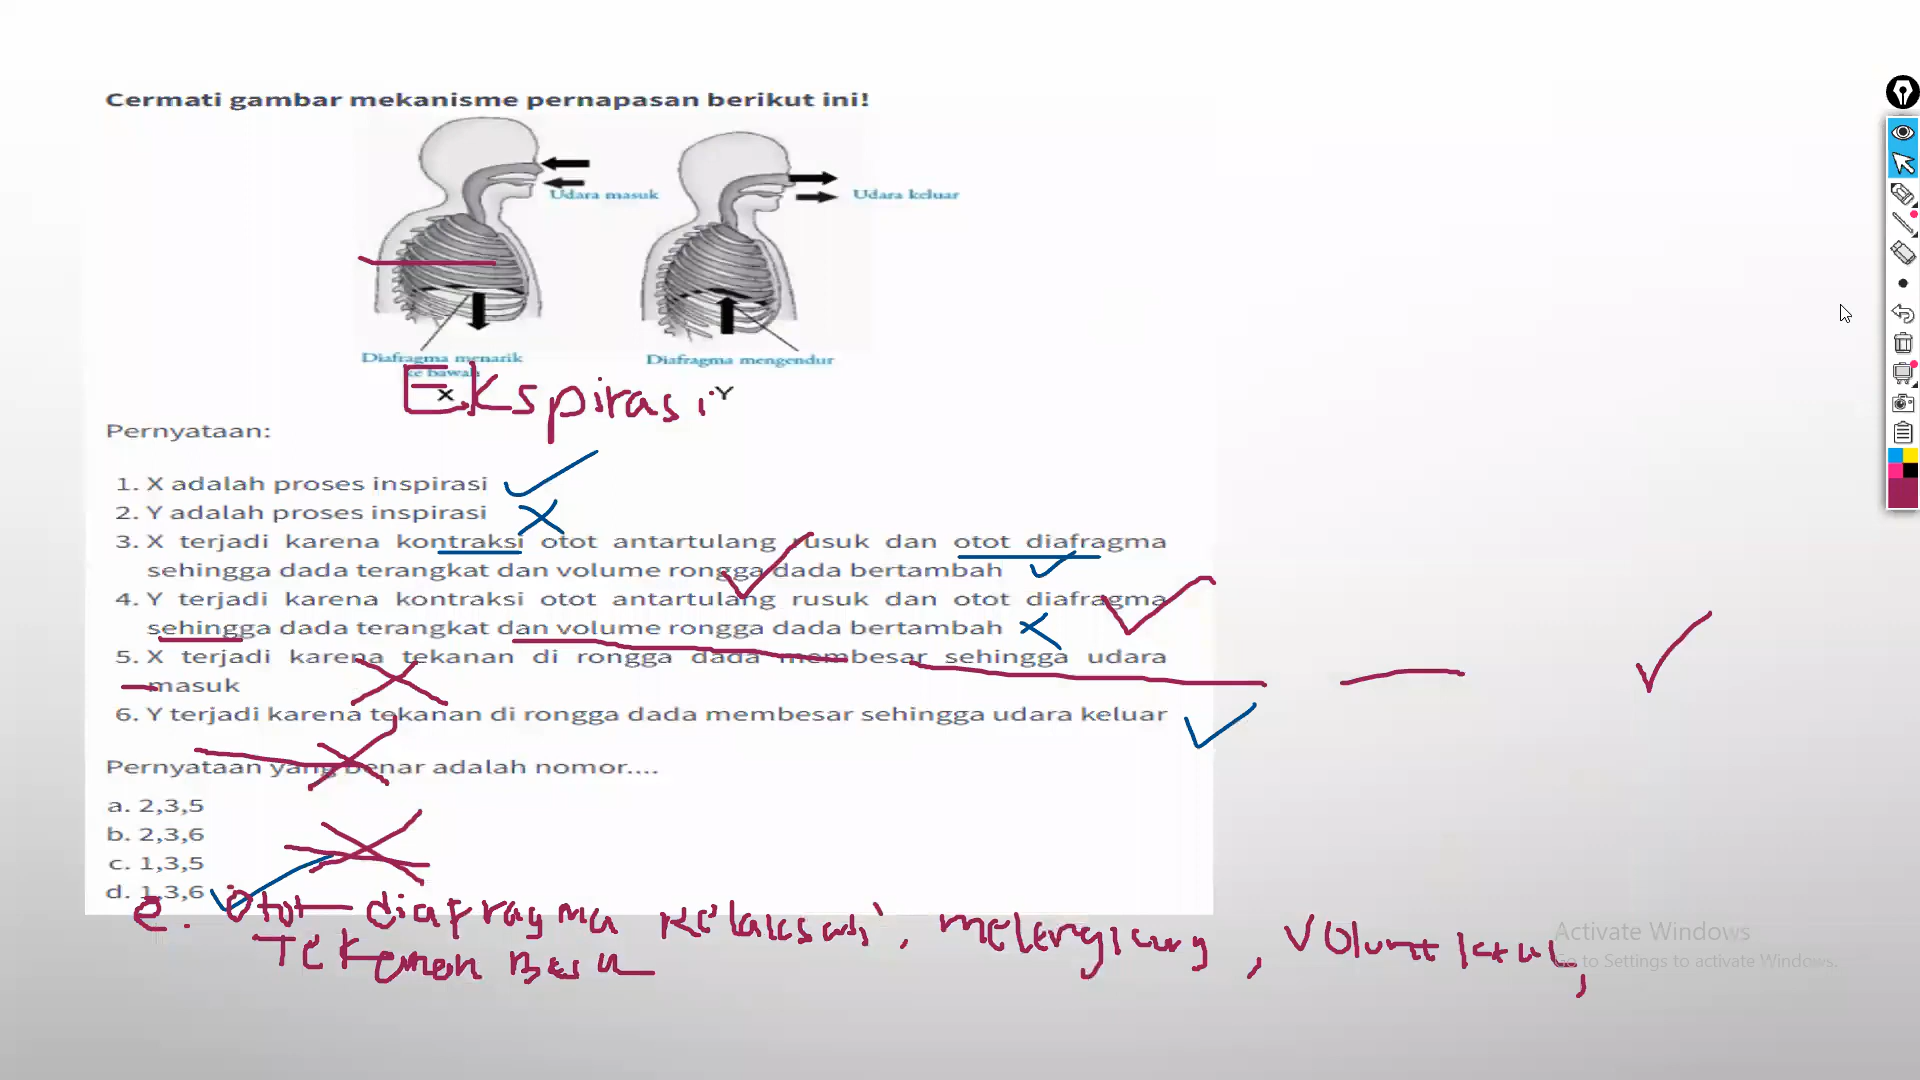 Cermati gambar mekanisme pernapasan berikut ini!
Udara masuk
Udara keluar
Diafragma menarik
ke bawah
Diafragma mengendur
X
Y
Ekspirasi
Pernyataan:
1. X adalah proses inspirasi
2. Y adalah proses inspirasi
3. X terjadi karena kontraksi otot antartulang rusuk dan otot diafragma
sehingga dada terangkat dan volume rongga dada bertambah
4. Y terjadi karena kontraksi otot antartulang rusuk dan otot diafragma
sehingga dada terangkat dan volume rongga dada bertambah
5. X terjadi karena tekanan di rongga dada membesar sehingga udara
masuk
6. Y terjadi karena tekanan di rongga dada membesar sehingga udara keluar
Pernyataan yang benar adalah nomor....
a. 2,3,5
b. 2,3,6
c. 1,3,5
d. 1,3,6
e. Otot diafragma relaksasi, melengkung, volume
Tekanan
Activate Windows
Go to Settings to activate Windows.